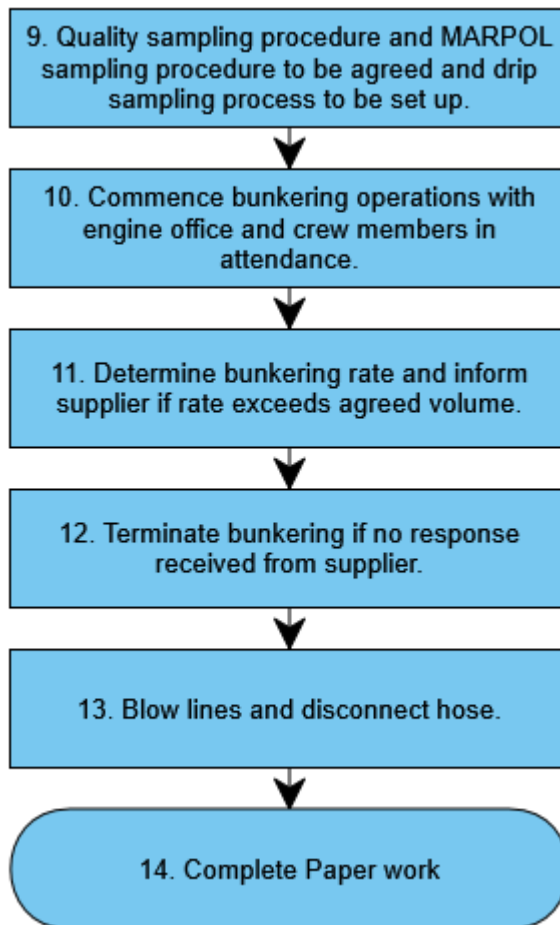 9. Quality sampling procedure and MARPOL
sampling procedure to be agreed and drip
sampling process to be set up.
10. Commence bunkering operations with
engine office and crew members in
attendance.
11. Determine bunkering rate and inform
supplier if rate exceeds agreed volume.
12. Terminate bunkering if no response
received from supplier.
13. Blow lines and disconnect hose.
14. Complete Paper work